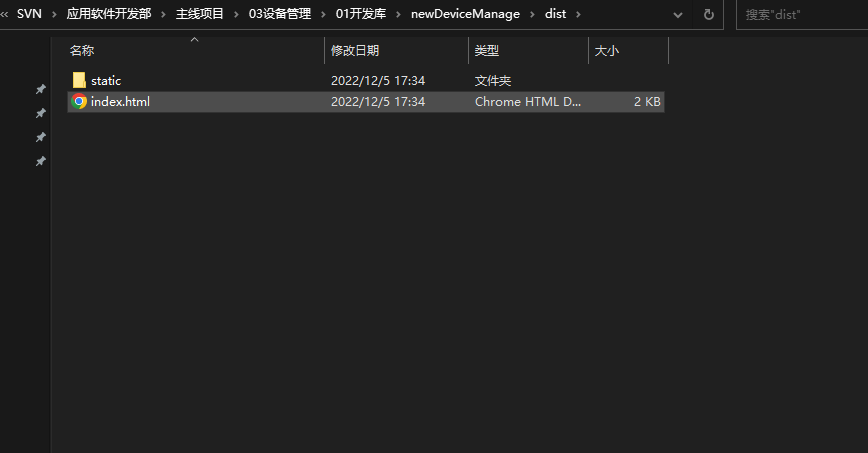 « SVN › 应用软件开发部 › 主线项目 › 03设备管理 › 01开发库 › newDeviceManage › dist › 搜索"dist"
名称 修改日期 类型 大小
static 2022/12/5 17:34 文件夹
index.html 2022/12/5 17:34 Chrome HTML D... 2 KB